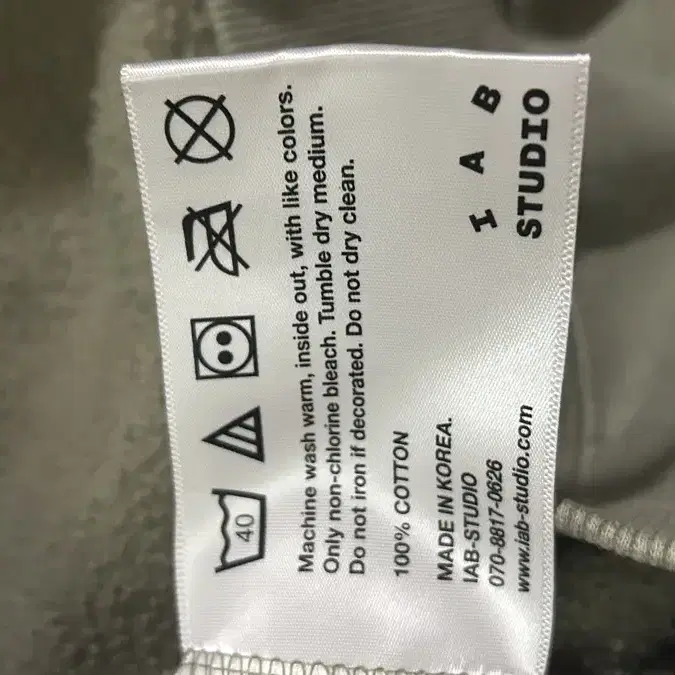 40
Machine wash warm, inside out, with like colors.
Only non-chlorine bleach. Tumble dry medium.
Do not iron if decorated. Do not dry clean.
100% COTTON
MADE IN KOREA.
IAB-STUDIO
070-8817-0626
www.iab-studio.com
I A B
STUDIO